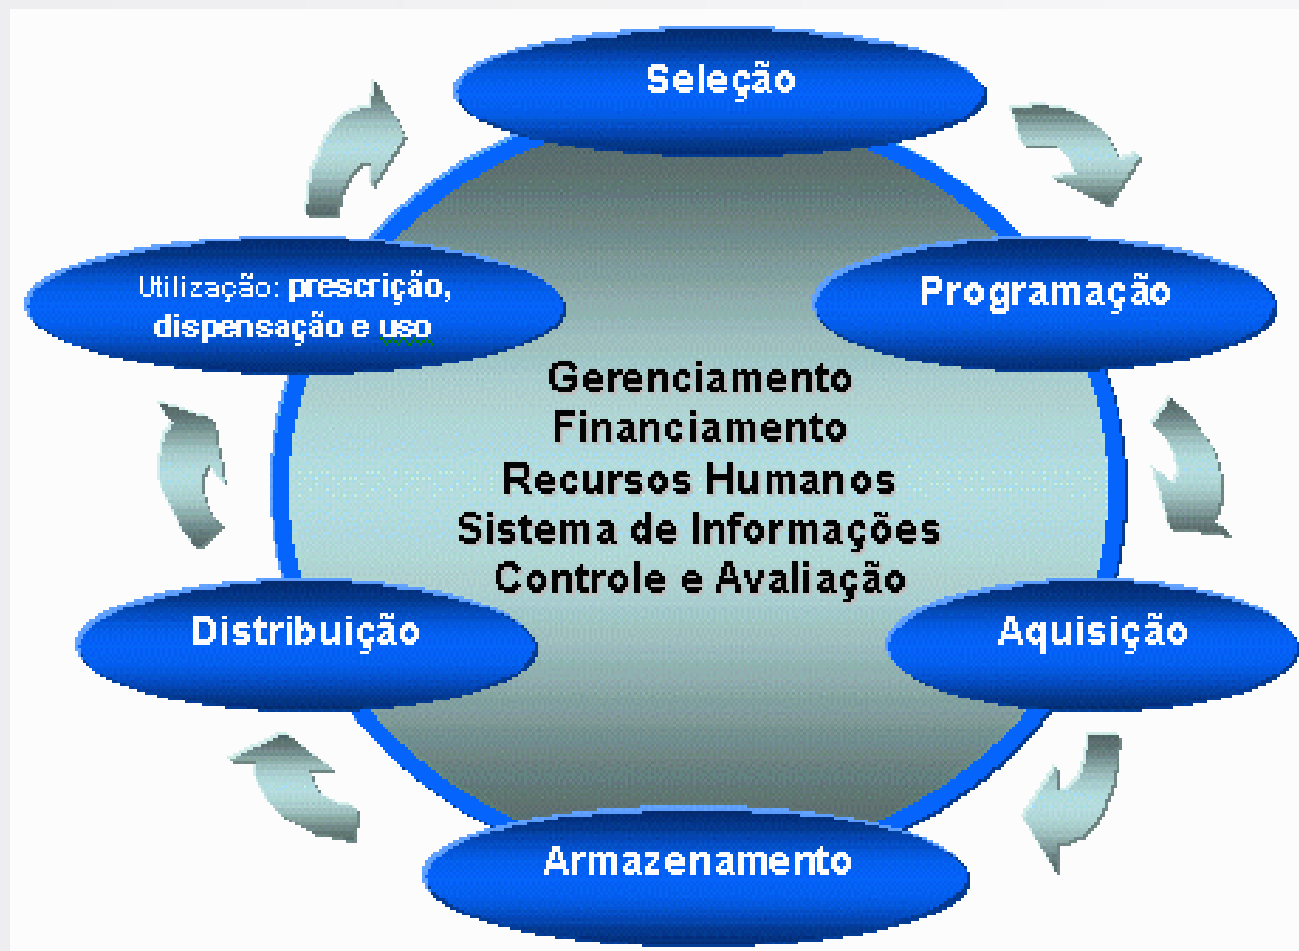 Seleção
Programação
Aquisição
Armazenamento
Distribuição
Utilização: prescrição,
dispensação e uso
Gerenciamento
Financiamento
Recursos Humanos
Sistema de Informações
Controle e Avaliação